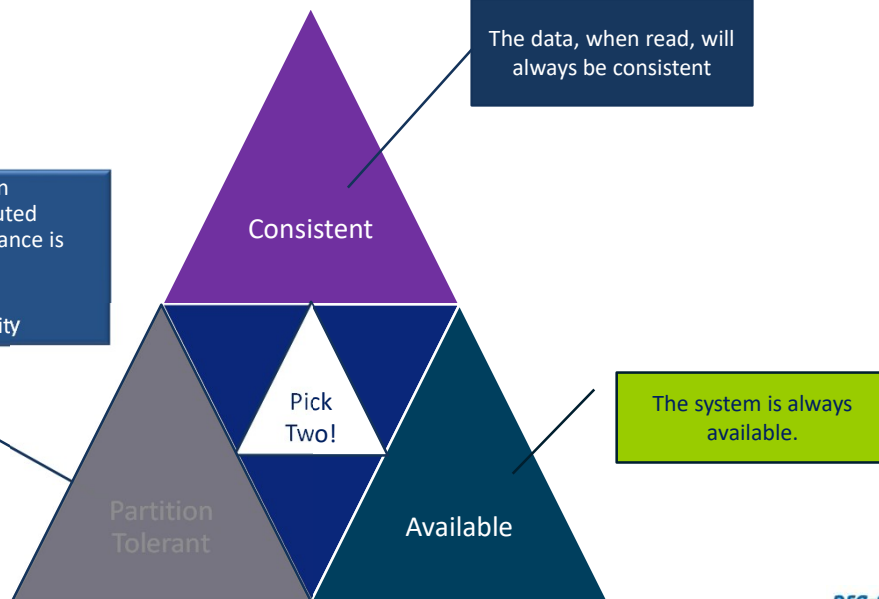 The data, when read, will
always be consistent
Consistent
is
Pick
Two!
The system is always
available.
Partition
Tolerant
Available